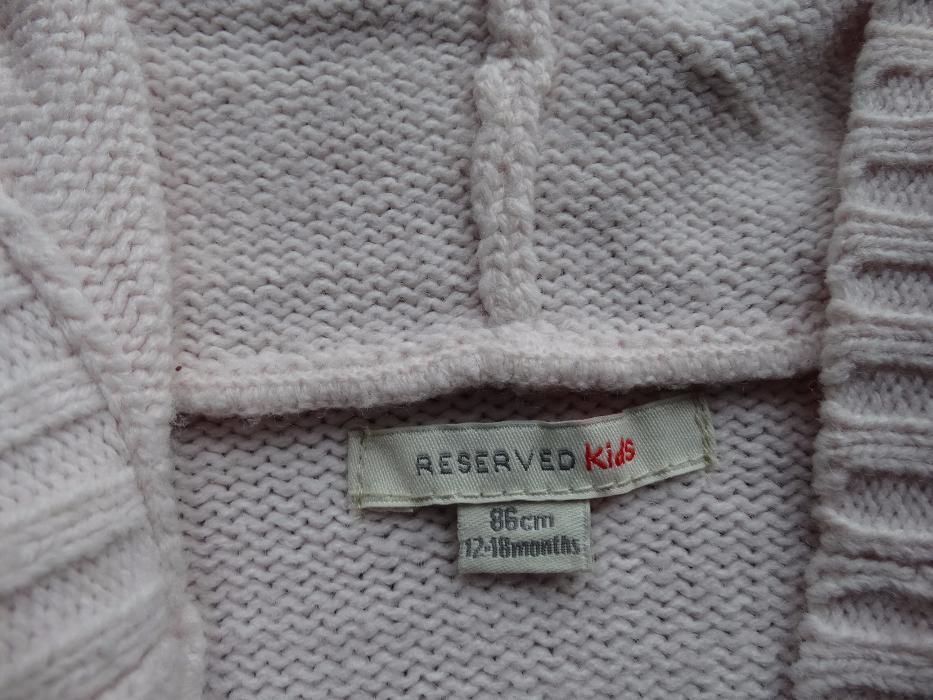 RESERVED Kids
86cm
12-18months